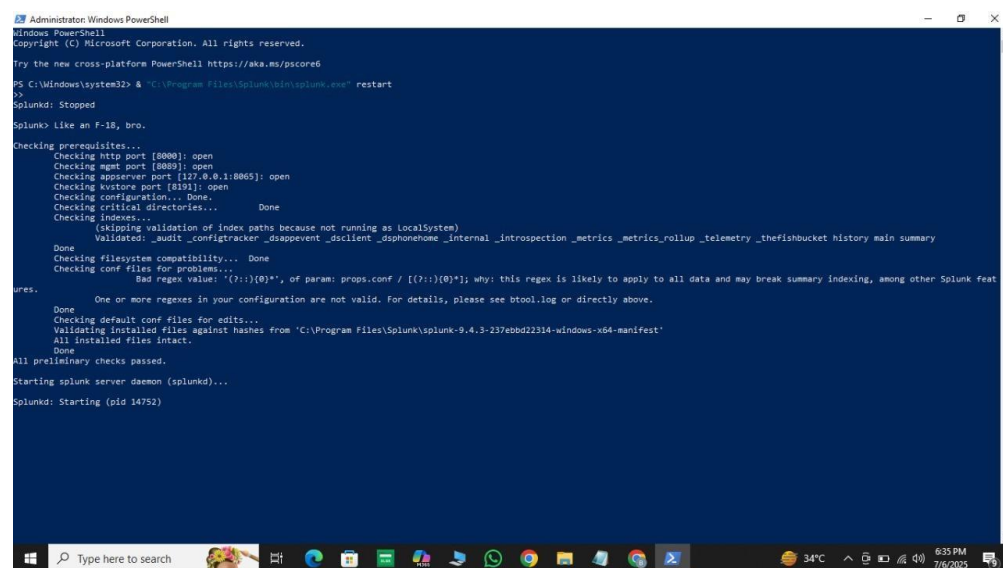 Administrator: Windows PowerShell
Windows PowerShell
Copyright (C) Microsoft Corporation. All rights reserved.
Try the new cross-platform PowerShell https://aka.ms/pscore6
PS C:\Windows\system32> & "C:\Program Files\Splunk\bin\splunk.exe" restart
>>
Splunkd: Stopped
Splunk> Like an F-18, bro.
Checking prerequisites...
Checking http port [8000]: open
Checking mgmt port [8089]: open
Checking appserver port [127.0.0.1:8065]: open
Checking kvstore port [8191]: open
Checking configuration... Done.
Checking critical directories... Done
Checking indexes...
(skipping validation of index paths because not running as LocalSystem)
Validated: _audit _configtracker _dsappevent _dsclient _dsphonehome _internal _introspection _metrics _metrics_rollup _telemetry _thefishbucket history main summary
Done
Checking filesystem compatibility... Done
Checking conf files for problems...
Bad regex value: '(?::){0}*', of param: props.conf / [(?::){0}*]; why: this regex is likely to apply to all data and may break summary indexing, among other Splunk feat
ures.
One or more regexes in your configuration are not valid. For details, please see btool.log or directly above.
Done
Checking default conf files for edits...
Validating installed files against hashes from 'C:\Program Files\Splunk\splunk-9.4.3-237ebbd22314-windows-x64-manifest'
All installed files intact.
Done
All preliminary checks passed.
Starting splunk server daemon (splunkd)...
Splunkd: Starting (pid 14752)
Type here to search
34°C
6:35 PM
7/6/2025